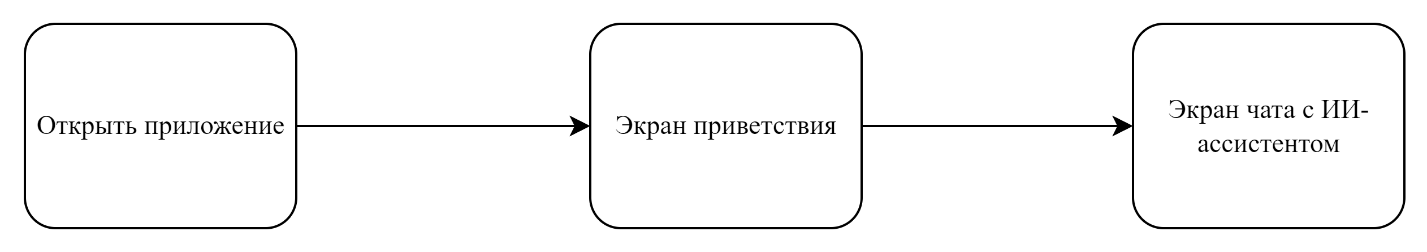 Открыть приложение
Экран приветствия
Экран чата с ИИ-
ассистентом